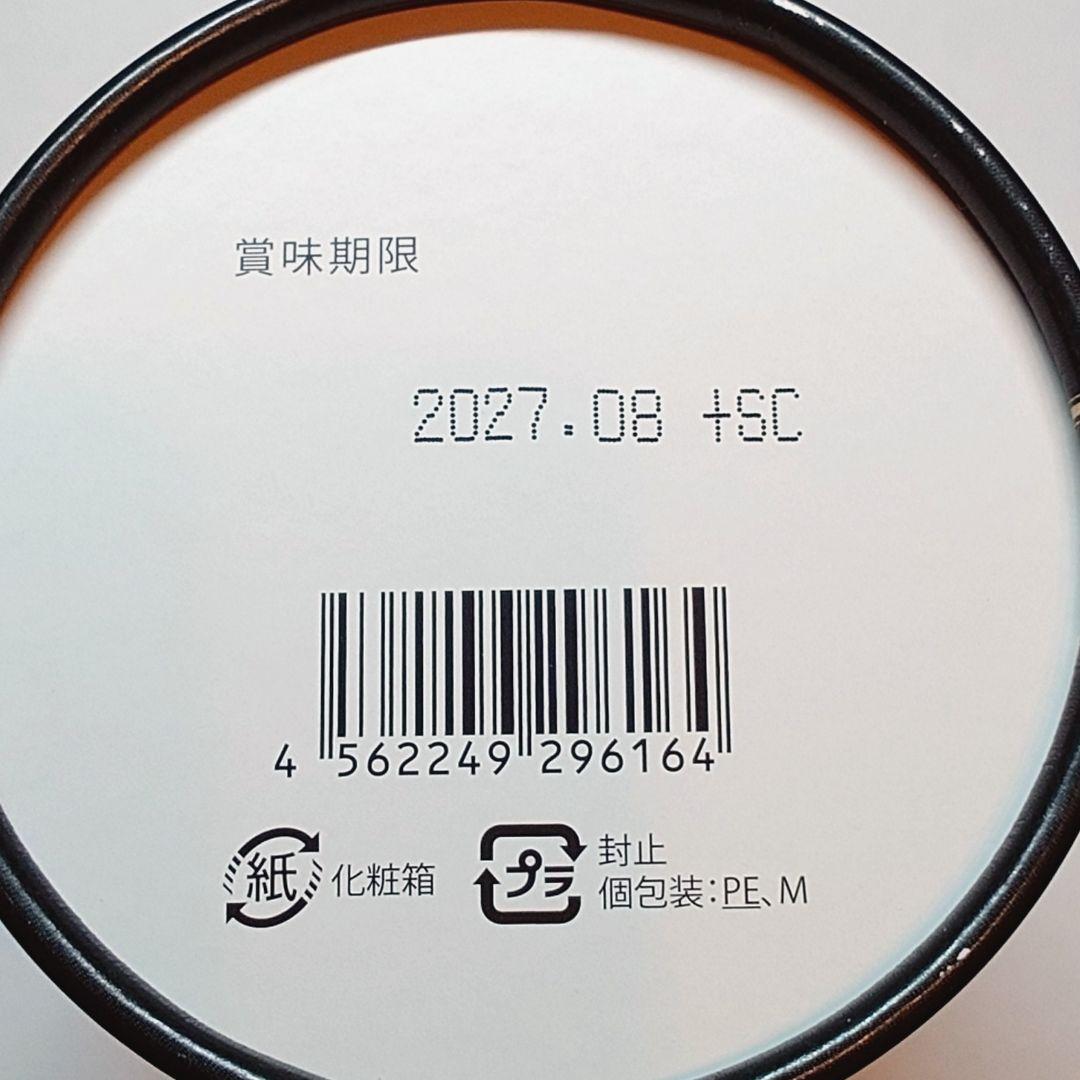 賞味期限
2027.08 +SC
4 562249 296164
紙 化粧箱
プラ 封止
個包装:PE、M